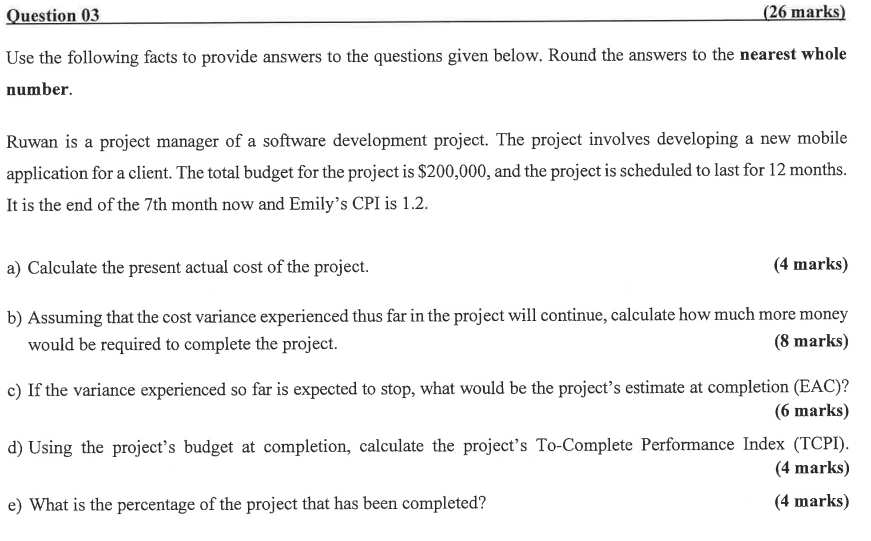 Question 03 (26 marks)
Use the following facts to provide answers to the questions given below. Round the answers to the nearest whole
number.
Ruwan is a project manager of a software development project. The project involves developing a new mobile
application for a client. The total budget for the project is $200,000, and the project is scheduled to last for 12 months.
It is the end of the 7th month now and Emily's CPI is 1.2.
a) Calculate the present actual cost of the project. (4 marks)
b) Assuming that the cost variance experienced thus far in the project will continue, calculate how much more money
would be required to complete the project. (8 marks)
c) If the variance experienced so far is expected to stop, what would be the project's estimate at completion (EAC)?
(6 marks)
d) Using the project's budget at completion, calculate the project's To-Complete Performance Index (TCPI).
(4 marks)
e) What is the percentage of the project that has been completed? (4 marks)